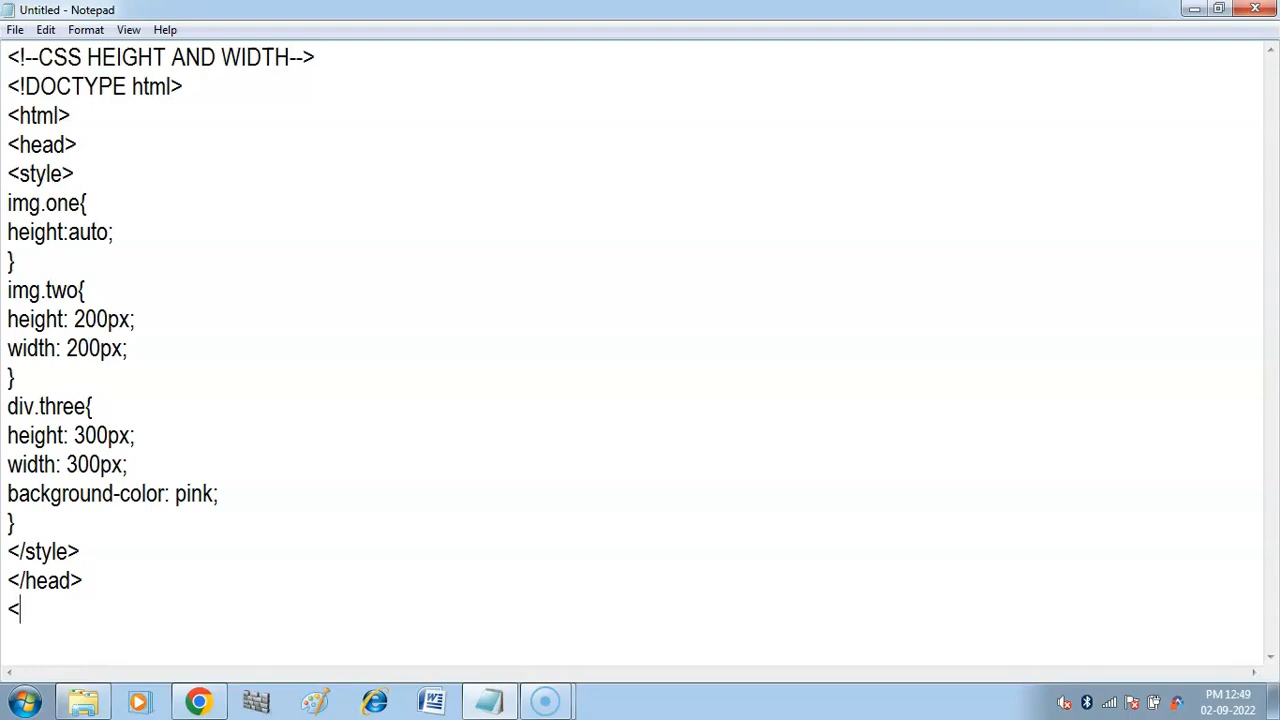 Untitled - Notepad
File Edit Format View Help
<!--CSS HEIGHT AND WIDTH-->
<!DOCTYPE html>
<html>
<head>
<style>
img.one{
height:auto;
}
img.two{
height: 200px;
width: 200px;
}
div.three{
height: 300px;
width: 300px;
background-color: pink;
}
</style>
</head>
<
PM 12:49
02-09-2022